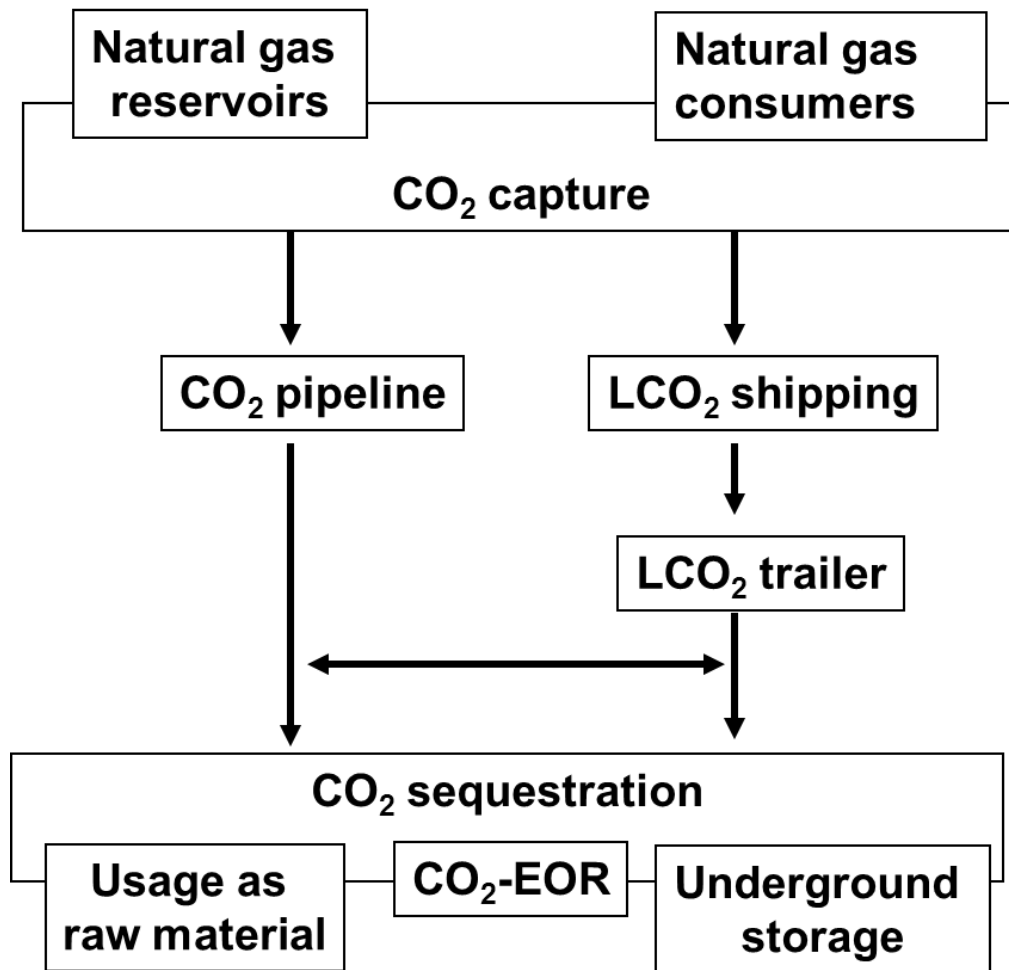 Natural gas
reservoirs
Natural gas
consumers
CO₂ capture
CO₂ pipeline
LCO₂ shipping
LCO₂ trailer
CO₂ sequestration
Usage as
raw material
CO₂-EOR
Underground
storage